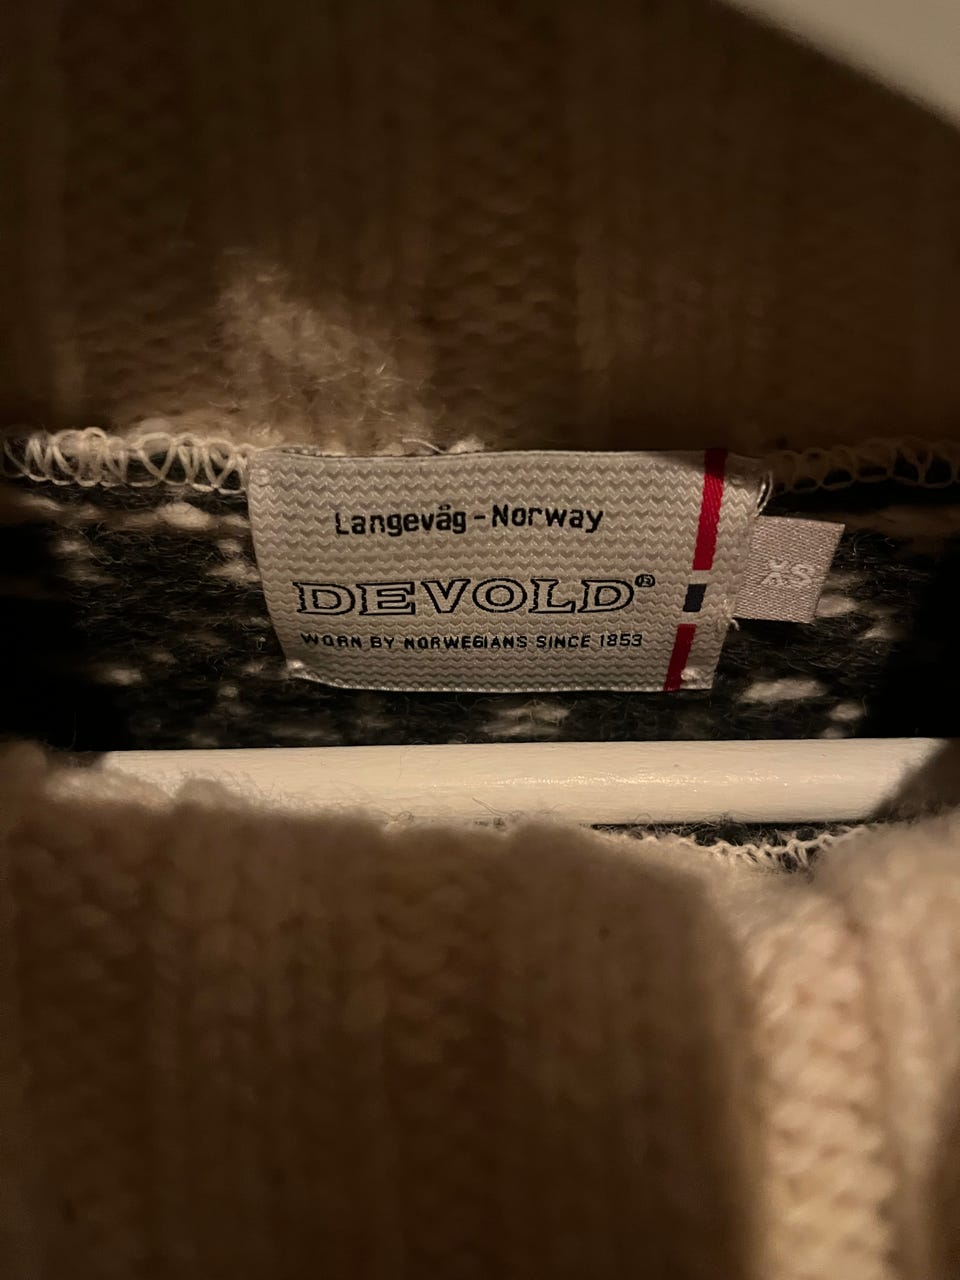 Langevåg - Norway
DEVOLD®
WORN BY NORWEGIANS SINCE 1853
XS